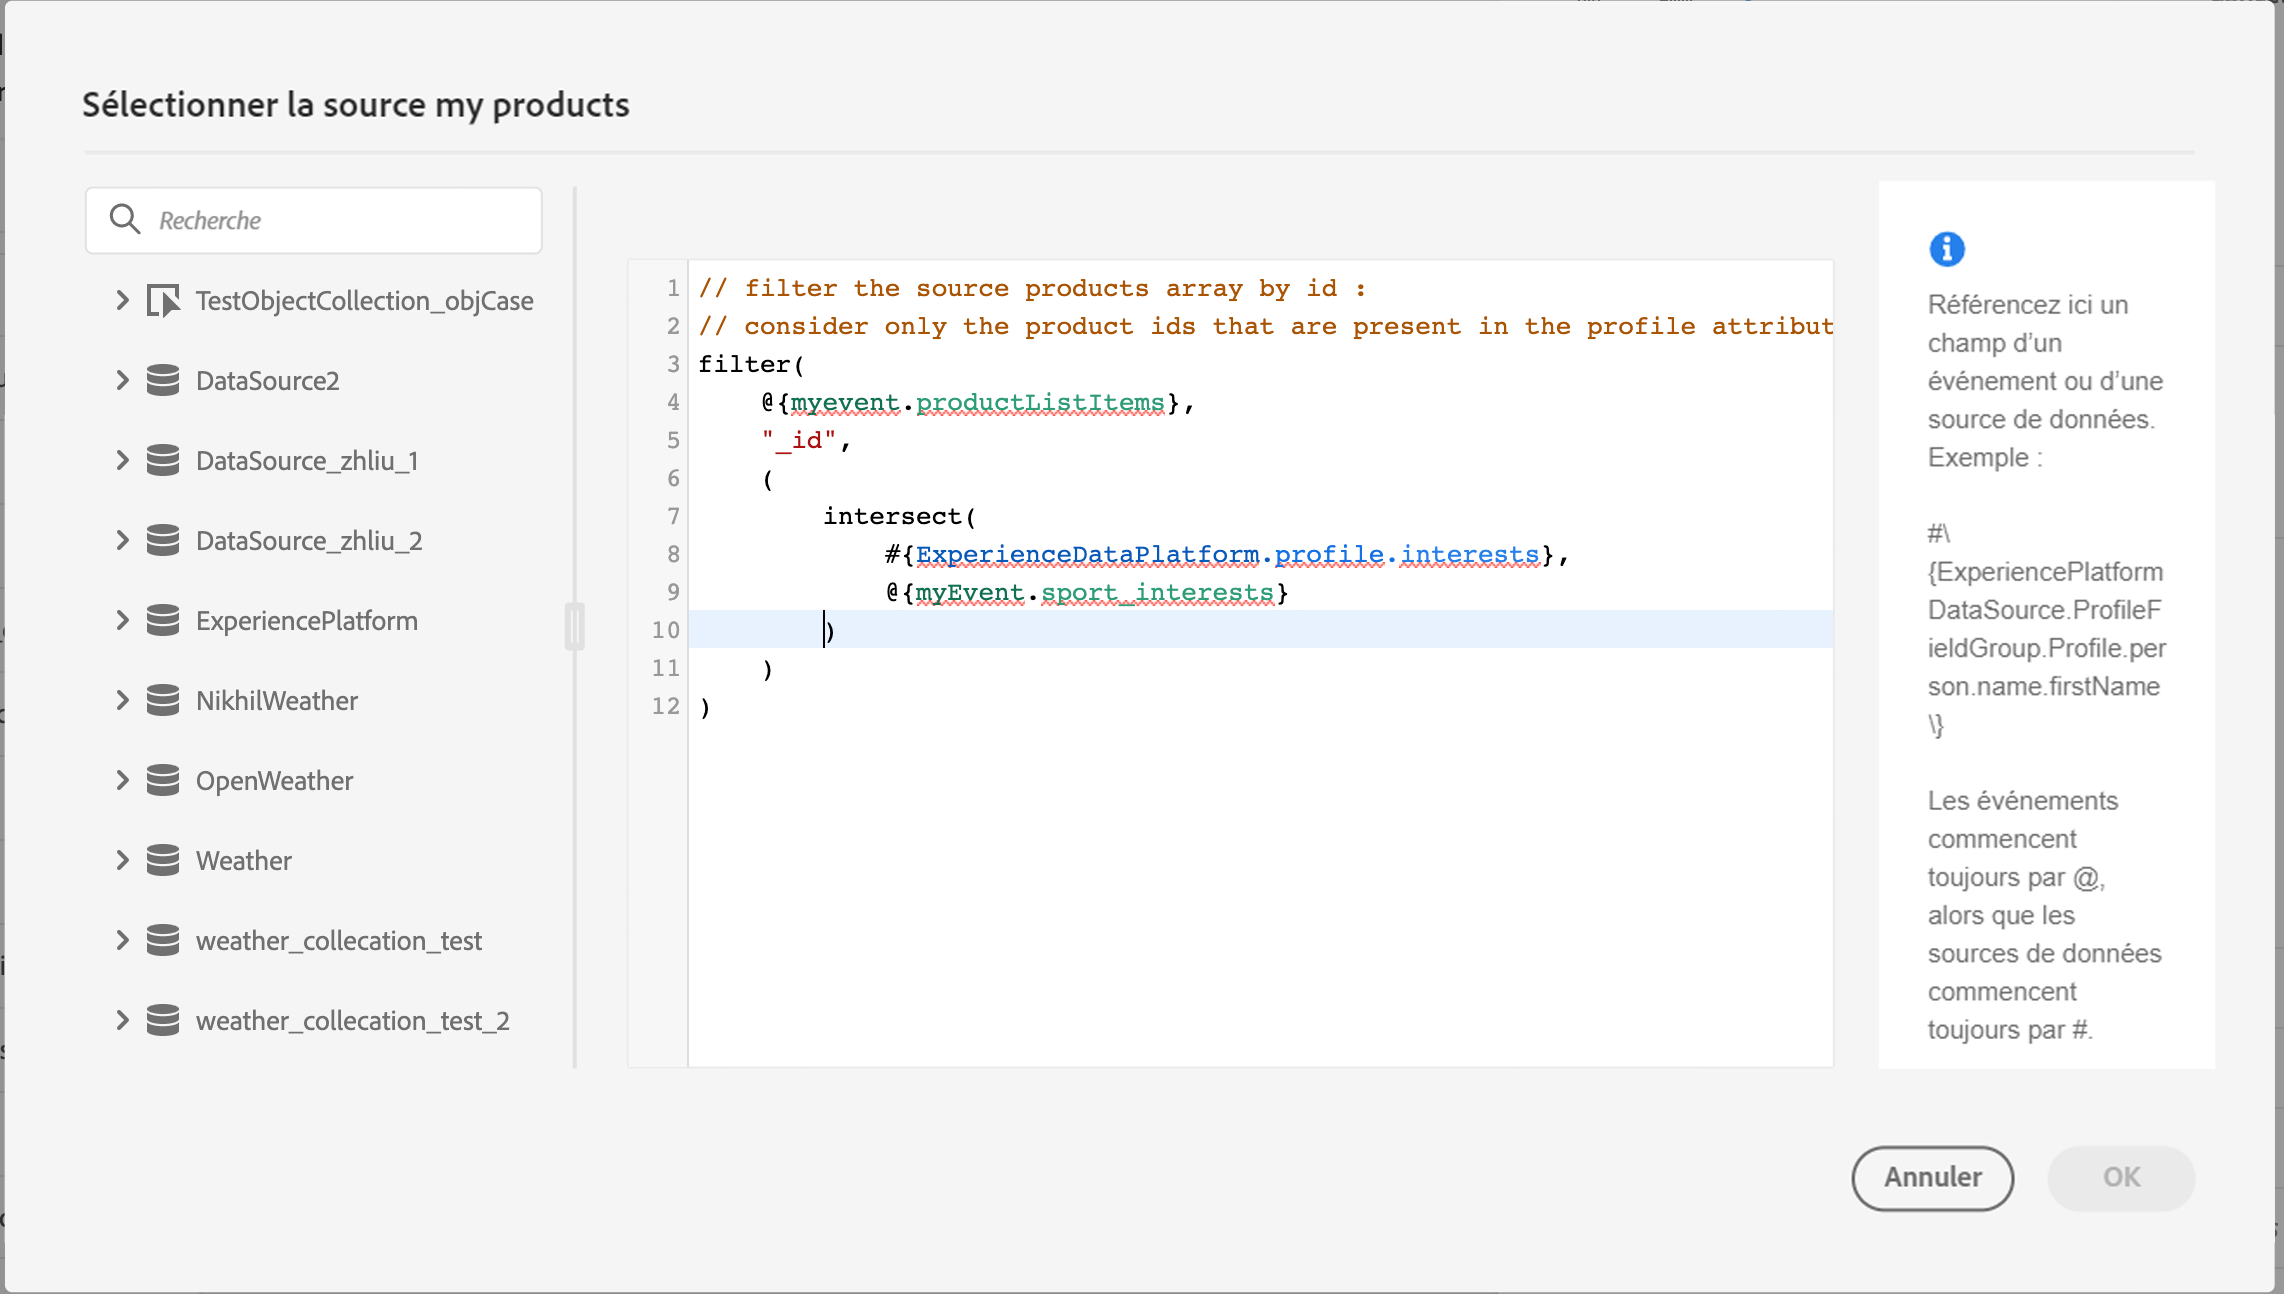 Sélectionner la source my products
Recherche
TestObjectCollection_objCase
DataSource2
DataSource_zhliu_1
DataSource_zhliu_2
ExperiencePlatform
NikhilWeather
OpenWeather
Weather
weather_collecation_test
weather_collecation_test_2
1 // filter the source products array by id :
2 // consider only the product ids that are present in the profile attribut
3 filter(
4 @{myevent.productListItems},
5 "_id",
6 (
7 intersect(
8 #{ExperienceDataPlatform.profile.interests},
9 @{myEvent.sport_interests}
10 )
11 )
12 )
Référencez ici un
champ d’un
événement ou d’une
source de données.
Exemple :
#\
{ExperiencePlatform
DataSource.ProfileF
ieldGroup.Profile.per
son.name.firstName
\}
Les événements
commencent
toujours par @,
alors que les
sources de données
commencent
toujours par #.
Annuler
OK